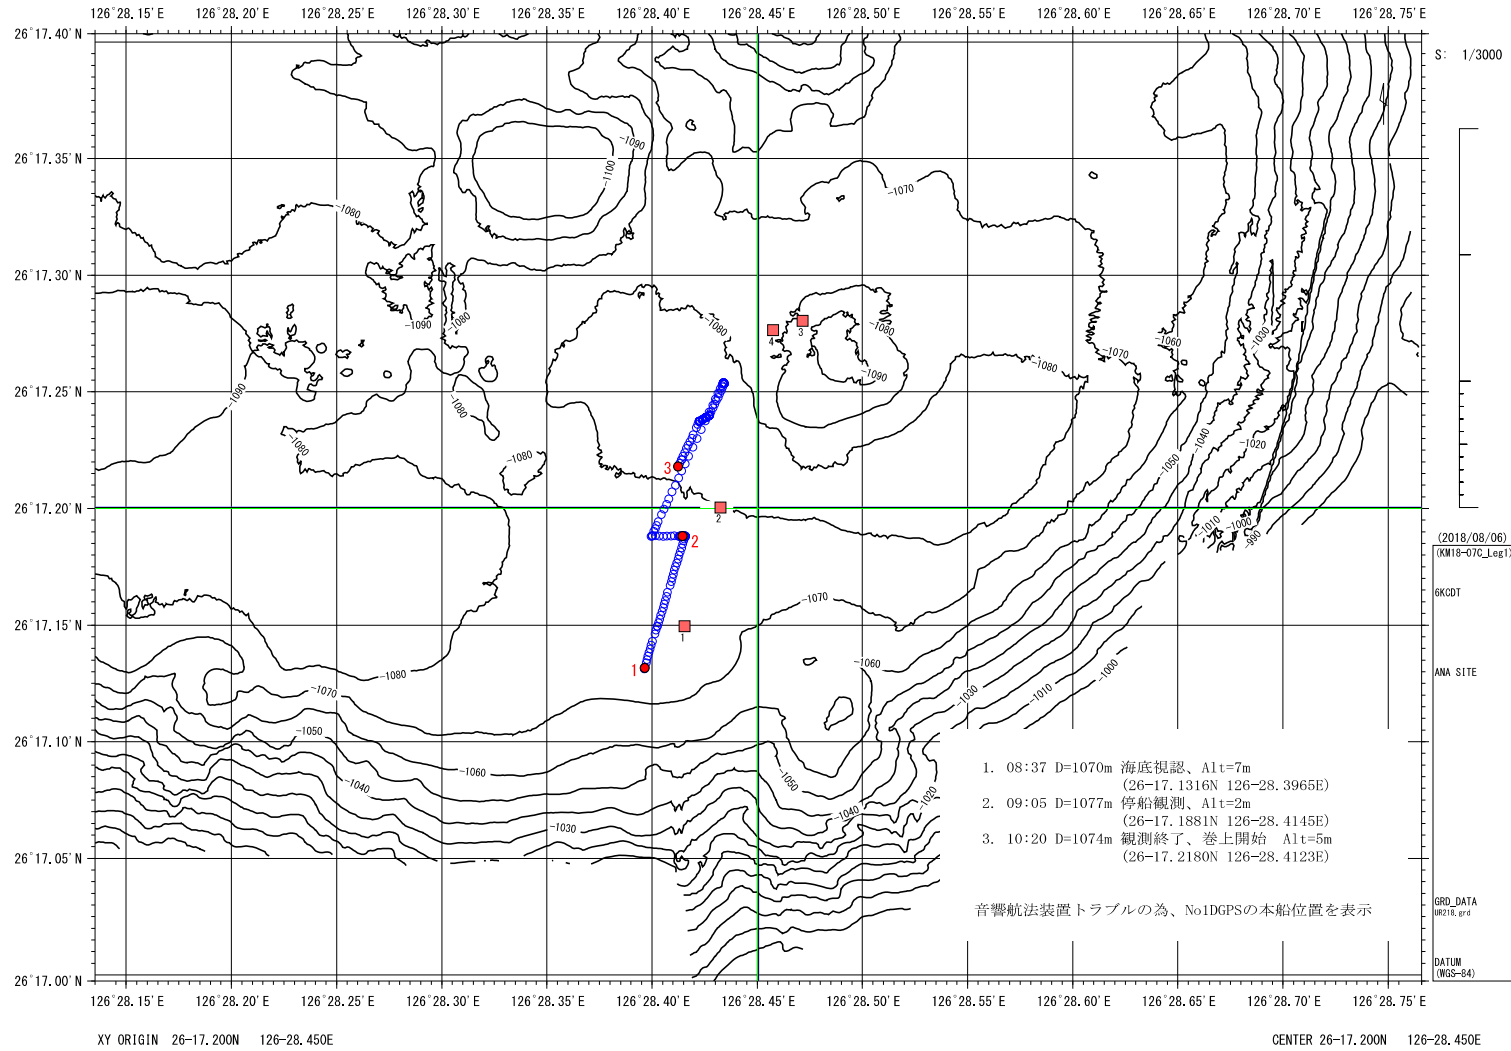 126°28.15'E 126°28.20'E 126°28.25'E 126°28.30'E 126°28.35'E 126°28.40'E 126°28.45'E 126°28.50'E 126°28.55'E 126°28.60'E 126°28.65'E 126°28.70'E 126°28.75'E
26°17.40'N
S: 1/3000
-1090
26°17.35'N
-1100
-1070
-1080
26°17.30'N
-1080
-1090
-1080
-1080
-1030
-1060
-1070
4
3
-1080
-1090
26°17.25'N
-1090
-1080
-1080
-1080
-1040
-1020
-1050
3
26°17.20'N
2
-1010
-1000
-990
2
(2018/08/06)
(KM18-07C_Leg1)
6KCDT
-1070
26°17.15'N
1
1
-1080
-1060
-1000
ANA SITE
-1070
-1030
-1010
26°17.10'N
-1050
-1060
-1040
-1050
-1020
-1040
-1030
1. 08:37 D=1070m 海底視認、Alt=7m
(26-17.1316N 126-28.3965E)
2. 09:05 D=1077m 停船観測、Alt=2m
(26-17.1881N 126-28.4145E)
3. 10:20 D=1074m 観測終了、巻上開始 Alt=5m
(26-17.2180N 126-28.4123E)
26°17.05'N
音響航法装置トラブルの為、No1DGPSの本船位置を表示
GRD_DATA
UR218.grd
DATUM
(WGS-84)
26°17.00'N
126°28.15'E 126°28.20'E 126°28.25'E 126°28.30'E 126°28.35'E 126°28.40'E 126°28.45'E 126°28.50'E 126°28.55'E 126°28.60'E 126°28.65'E 126°28.70'E 126°28.75'E
XY ORIGIN 26-17.200N 126-28.450E
CENTER 26-17.200N 126-28.450E